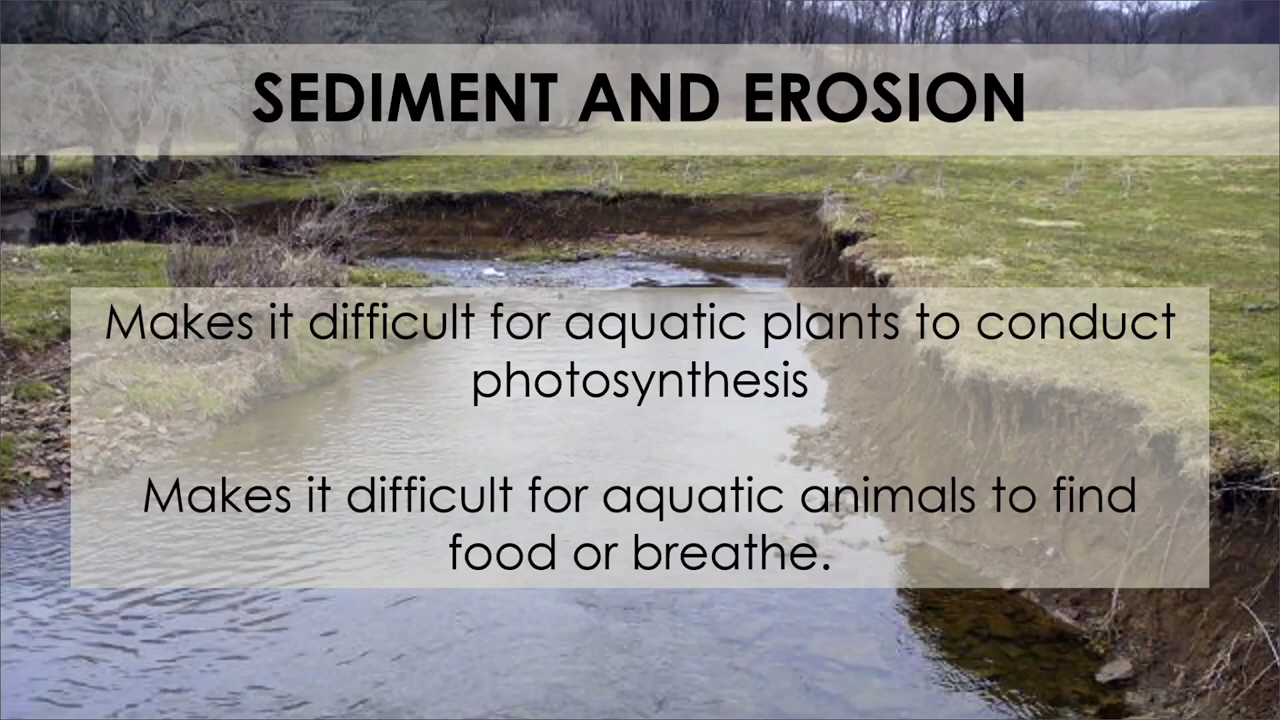 SEDIMENT AND EROSION
Makes it difficult for aquatic plants to conduct
photosynthesis
Makes it difficult for aquatic animals to find
food or breathe.